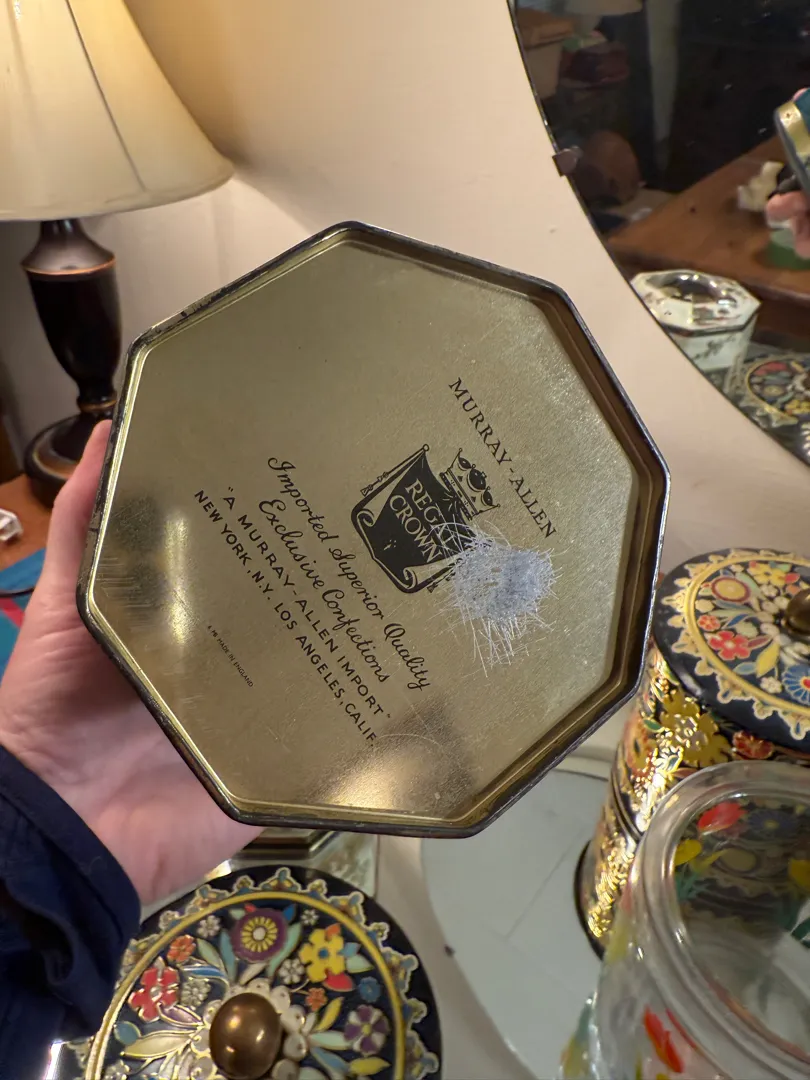 MURRAY-ALLEN
REGAL
CROWN
Imported Superior Quality
Exclusive Confections
"A MURRAY-ALLEN IMPORT"
NEW YORK, N.Y. LOS ANGELES, CALIF.
MADE IN ENGLAND